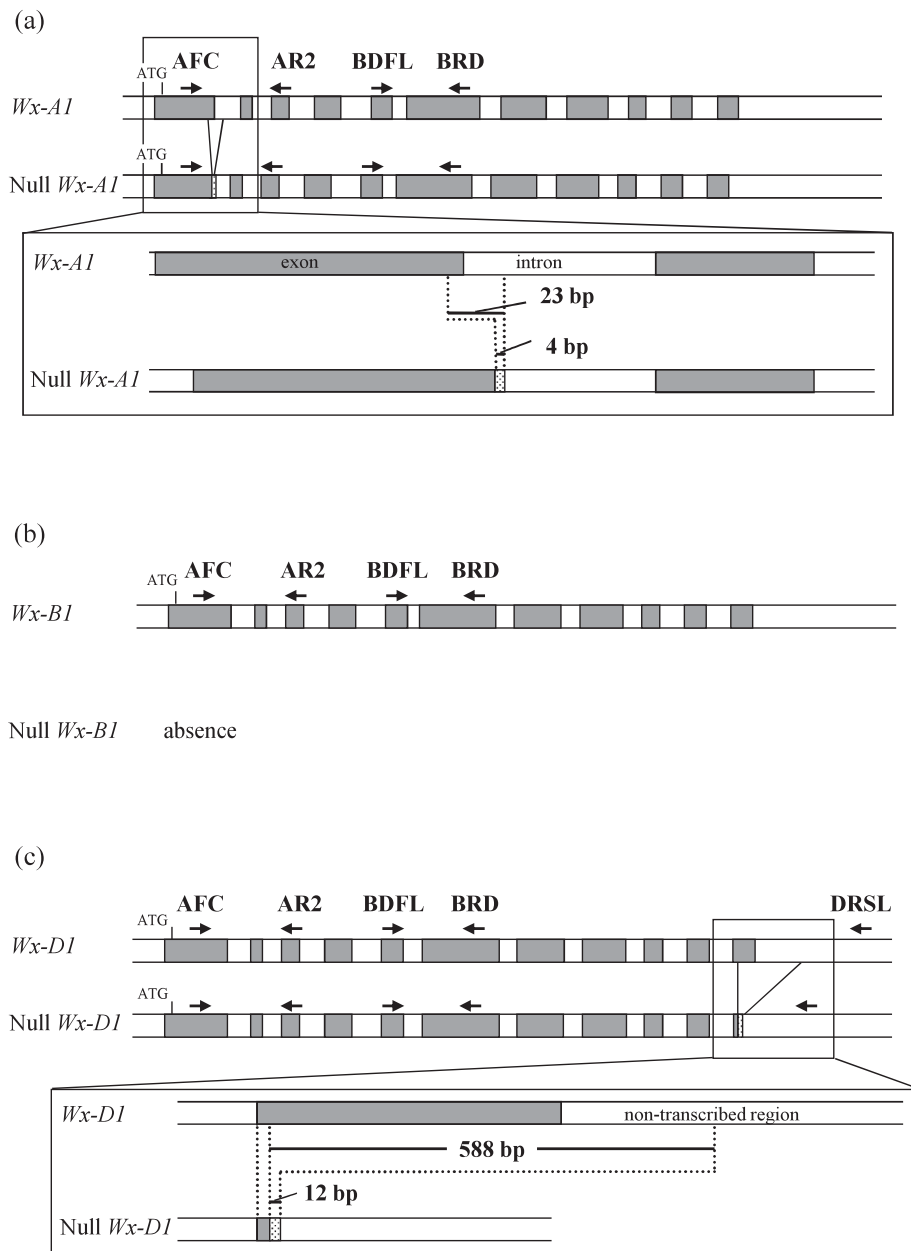 (a)
AFC AR2 BDFL BRD
ATG
Wx-A1
ATG
Null Wx-A1
Wx-A1 exon intron
23 bp
4 bp
Null Wx-A1
(b)
AFC AR2 BDFL BRD
ATG
Wx-B1
Null Wx-B1 absence
(c)
AFC AR2 BDFL BRD DRSL
ATG
Wx-D1
ATG
Null Wx-D1
Wx-D1 non-transcribed region
588 bp
12 bp
Null Wx-D1